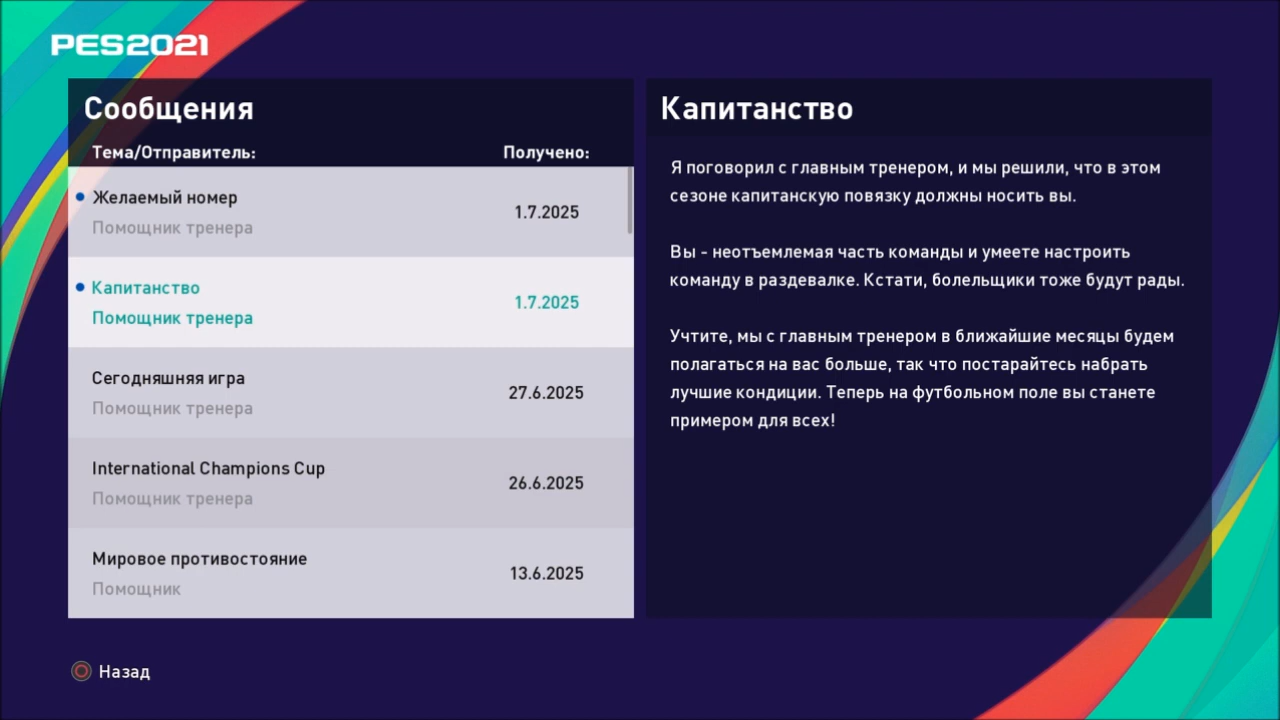 PES2021
Сообщения
Тема/Отправитель: Получено:
Желаемый номер
Помощник тренера
1.7.2025
Капитанство
Помощник тренера
1.7.2025
Сегодняшняя игра
Помощник тренера
27.6.2025
International Champions Cup
Помощник тренера
26.6.2025
Мировое противостояние
Помощник
13.6.2025
Капитанство
Я поговорил с главным тренером, и мы решили, что в этом
сезоне капитанскую повязку должны носить вы.
Вы - неотъемлемая часть команды и умеете настроить
команду в раздевалке. Кстати, болельщики тоже будут рады.
Учтите, мы с главным тренером в ближайшие месяцы будем
полагаться на вас больше, так что постарайтесь набрать
лучшие кондиции. Теперь на футбольном поле вы станете
примером для всех!
Назад